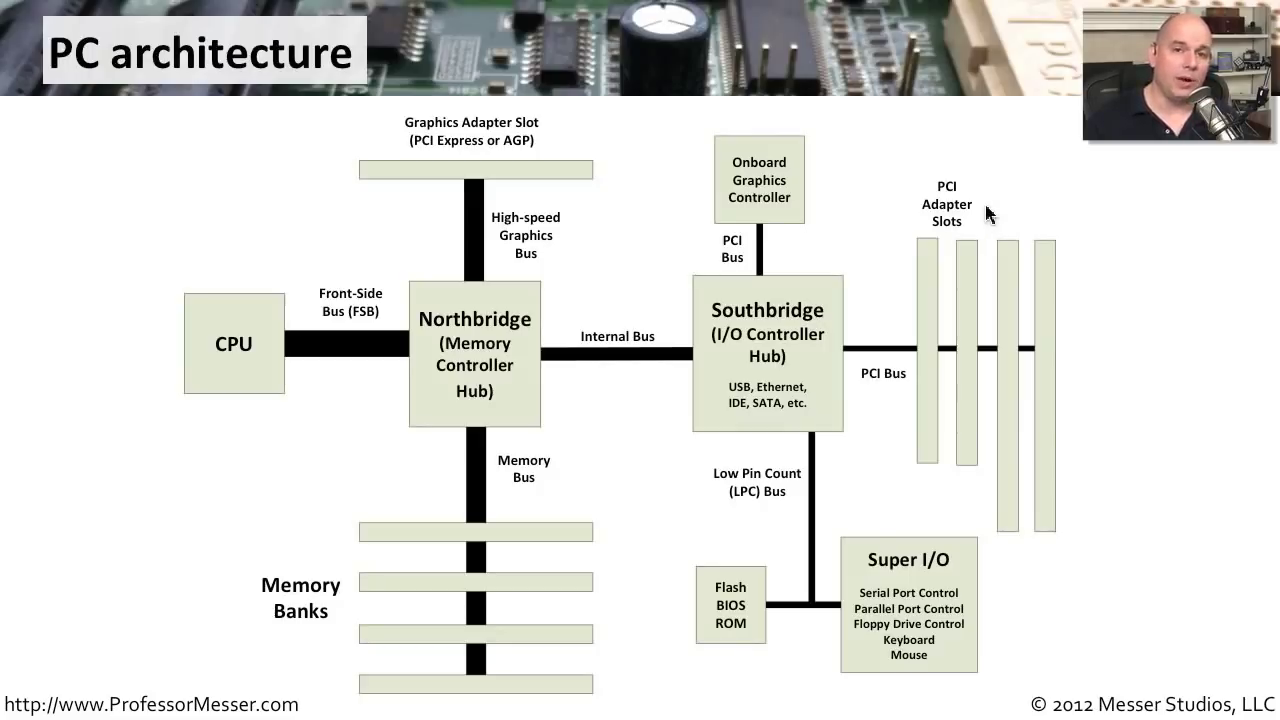 PC architecture
Graphics Adapter Slot
(PCI Express or AGP)
High-speed
Graphics
Bus
Onboard
Graphics
Controller
PCI
Bus
PCI
Adapter
Slots
CPU
Front-Side
Bus (FSB)
Northbridge
(Memory
Controller
Hub)
Internal Bus
Southbridge
(I/O Controller
Hub)
USB, Ethernet,
IDE, SATA, etc.
PCI Bus
Memory
Bus
Low Pin Count
(LPC) Bus
Memory
Banks
Flash
BIOS
ROM
Super I/O
Serial Port Control
Parallel Port Control
Floppy Drive Control
Keyboard
Mouse
http://www.ProfessorMesser.com
© 2012 Messer Studios, LLC